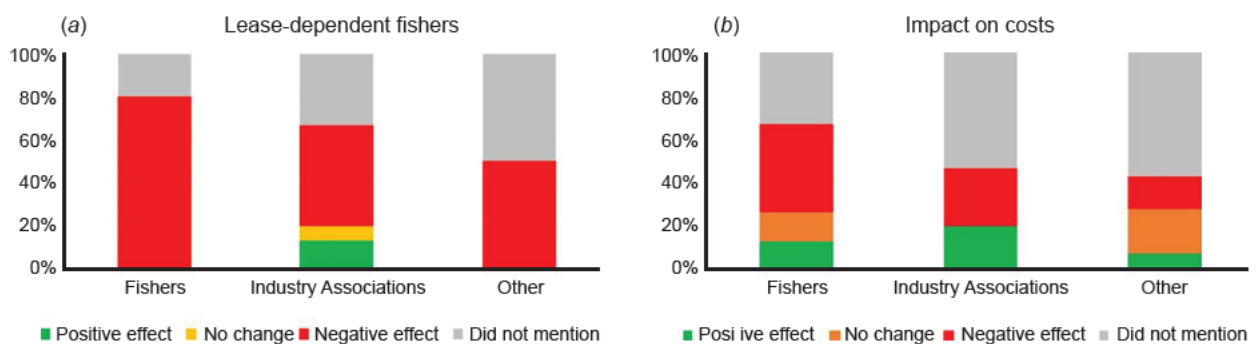 (a) Lease-dependent fishers
100%
80%
60%
40%
20%
0%
Fishers Industry Associations Other
Positive effect No change Negative effect Did not mention
(b) Impact on costs
100%
80%
60%
40%
20%
0%
Fishers Industry Associations Other
Posi ive effect No change Negative effect Did not mention